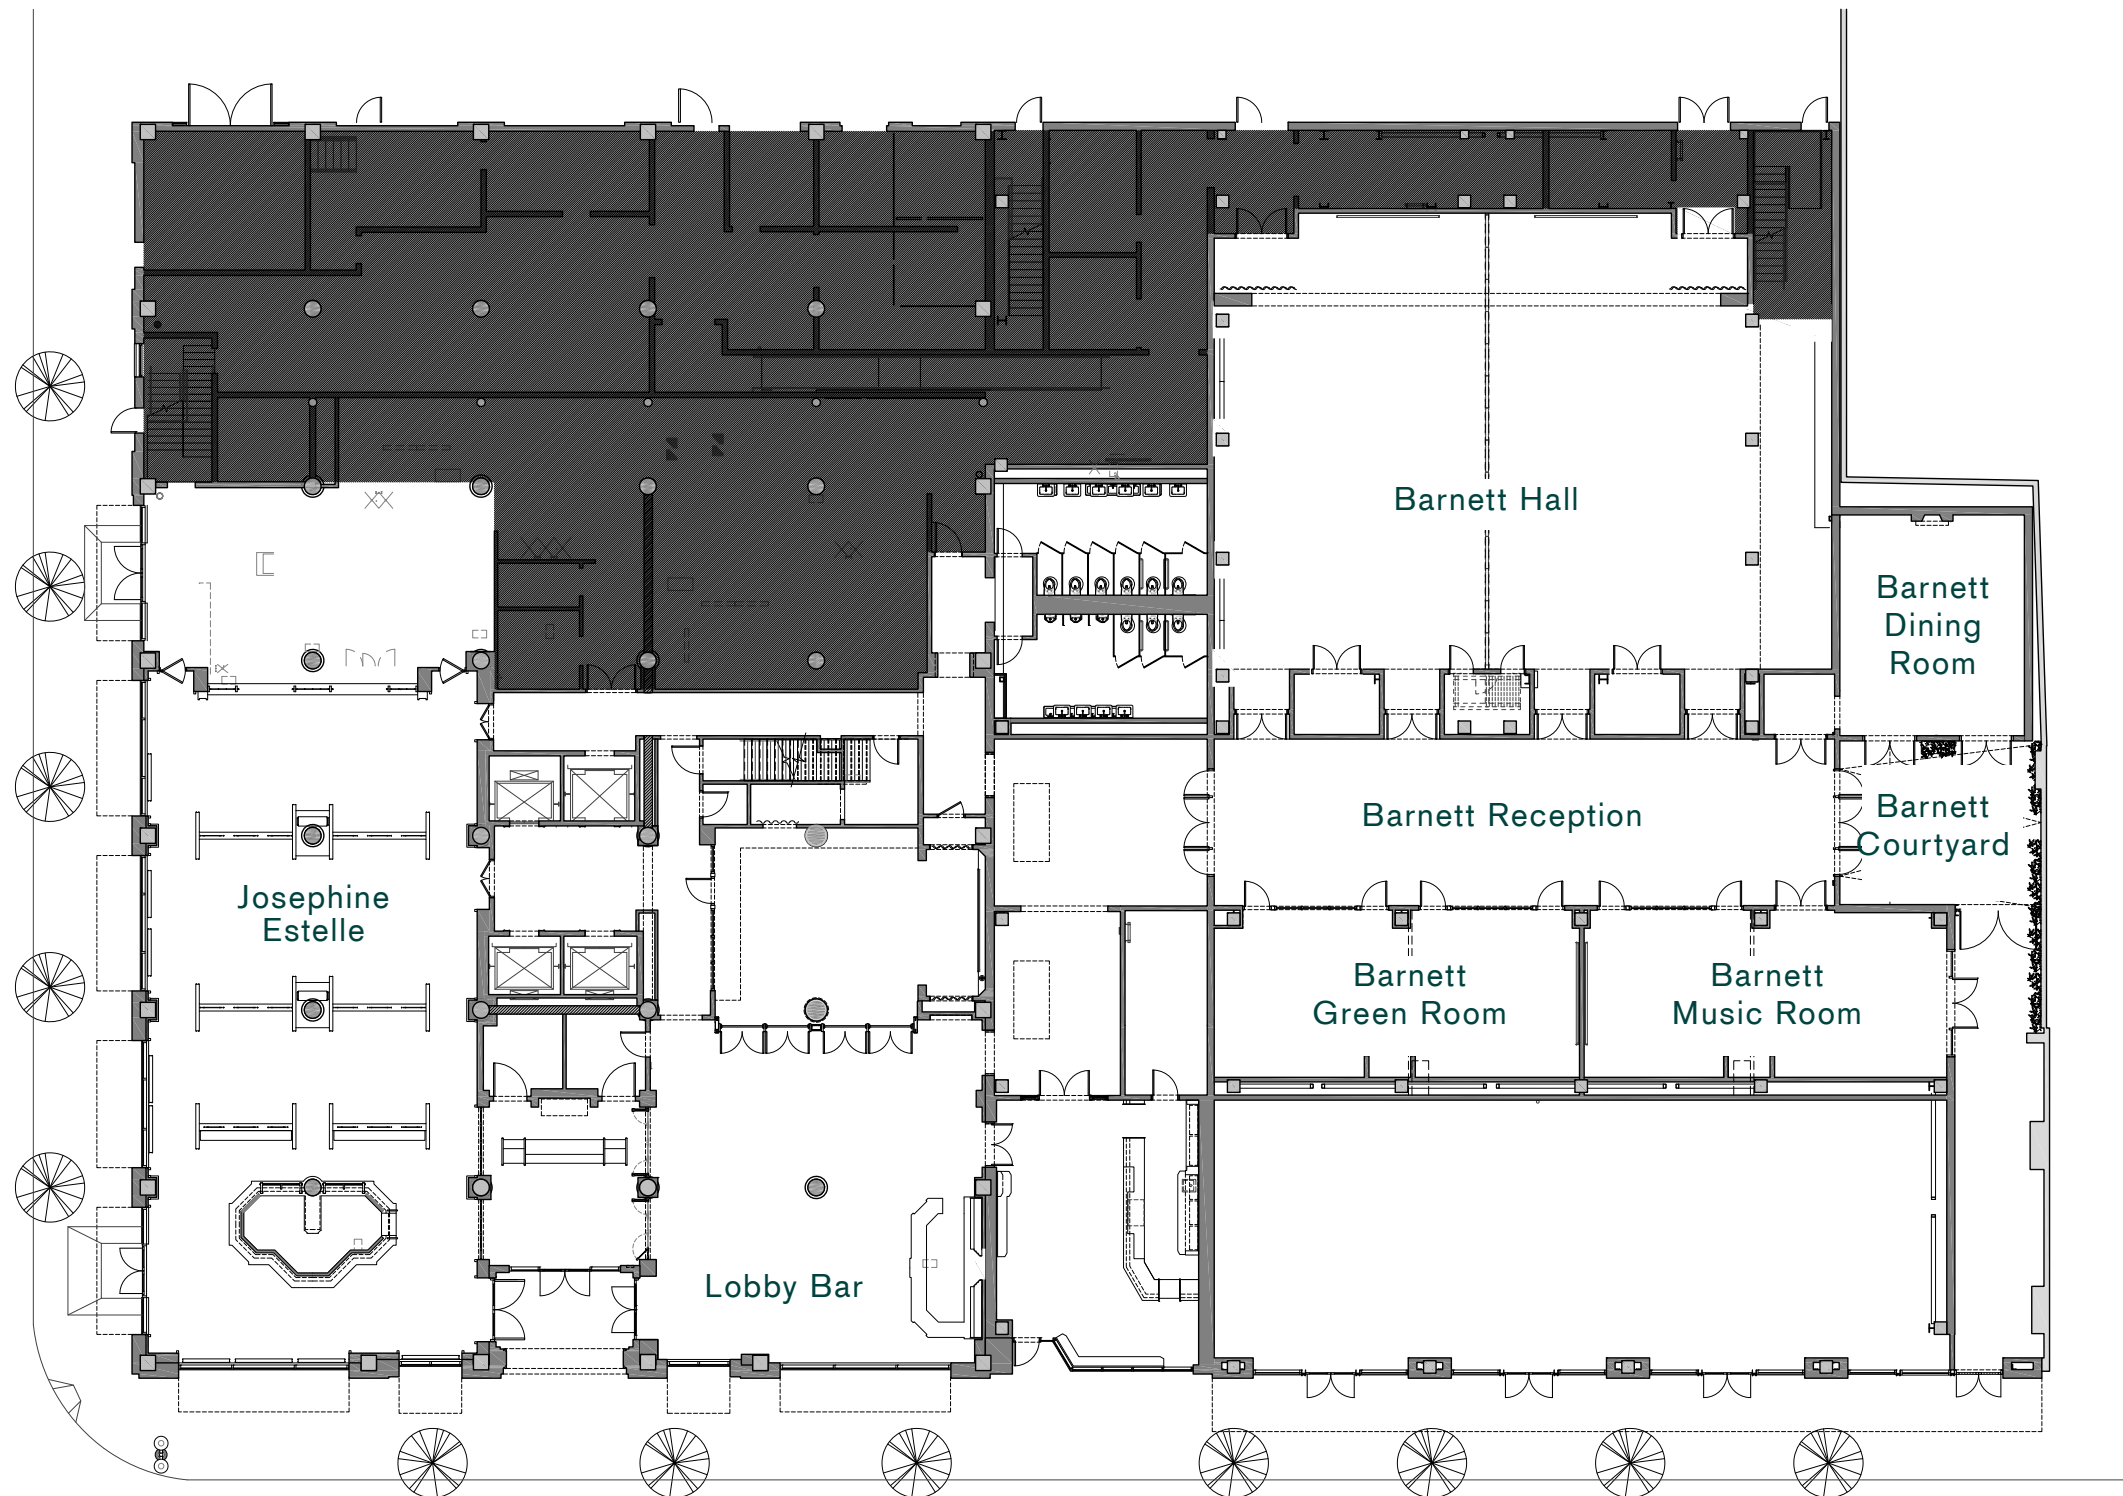 Barnett Hall
Barnett
Dining
Room
Barnett Reception
Barnett
Courtyard
Josephine
Estelle
Barnett
Green Room
Barnett
Music Room
Lobby Bar